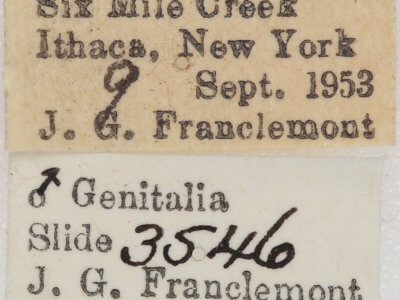 Six Mile Creek
Ithaca, New York
9 Sept. 1953
J. G. Franclemont
♂ Genitalia
Slide 3546
J. G. Franclemont